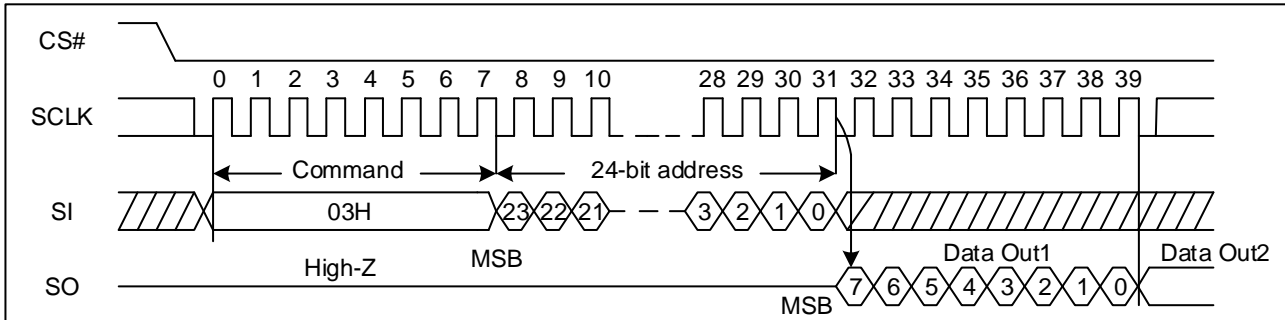 CS#
0 1 2 3 4 5 6 7 8 9 10 28 29 30 31 32 33 34 35 36 37 38 39
SCLK
Command 24-bit address
SI 03H 23 22 21 3 2 1 0
MSB Data Out1 Data Out2
High-Z
SO 7 6 5 4 3 2 1 0
MSB